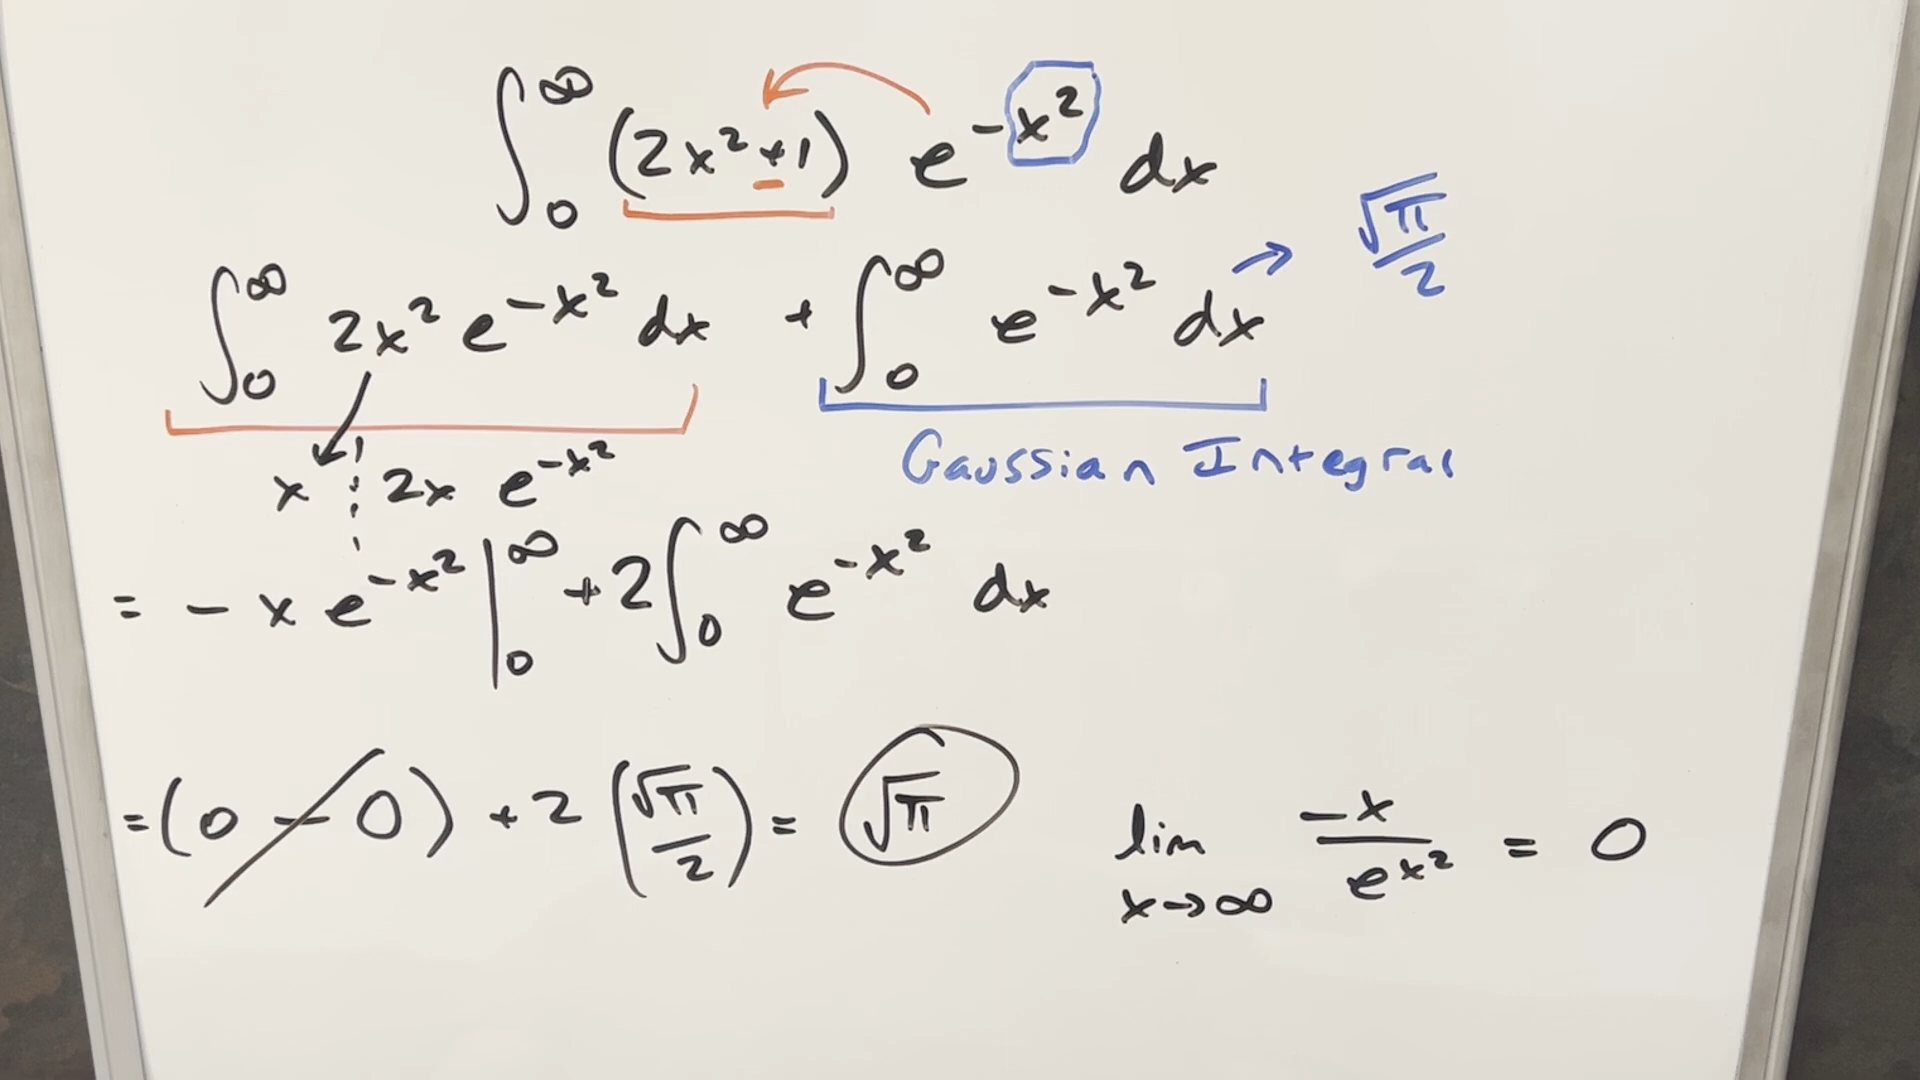 ∫₀^∞ (2x² + 1) e^{-x²} dx
√π/2
∫₀^∞ 2x² e^{-x²} dx + ∫₀^∞ e^{-x²} dx →
Gaussian Integral
x 2x e^{-x²}
= - x e^{-x²} |₀^∞ + 2 ∫₀^∞ e^{-x²} dx
= (0 - 0) + 2 (√π/2) = √π
lim x→∞ -x/e^{x²} = 0